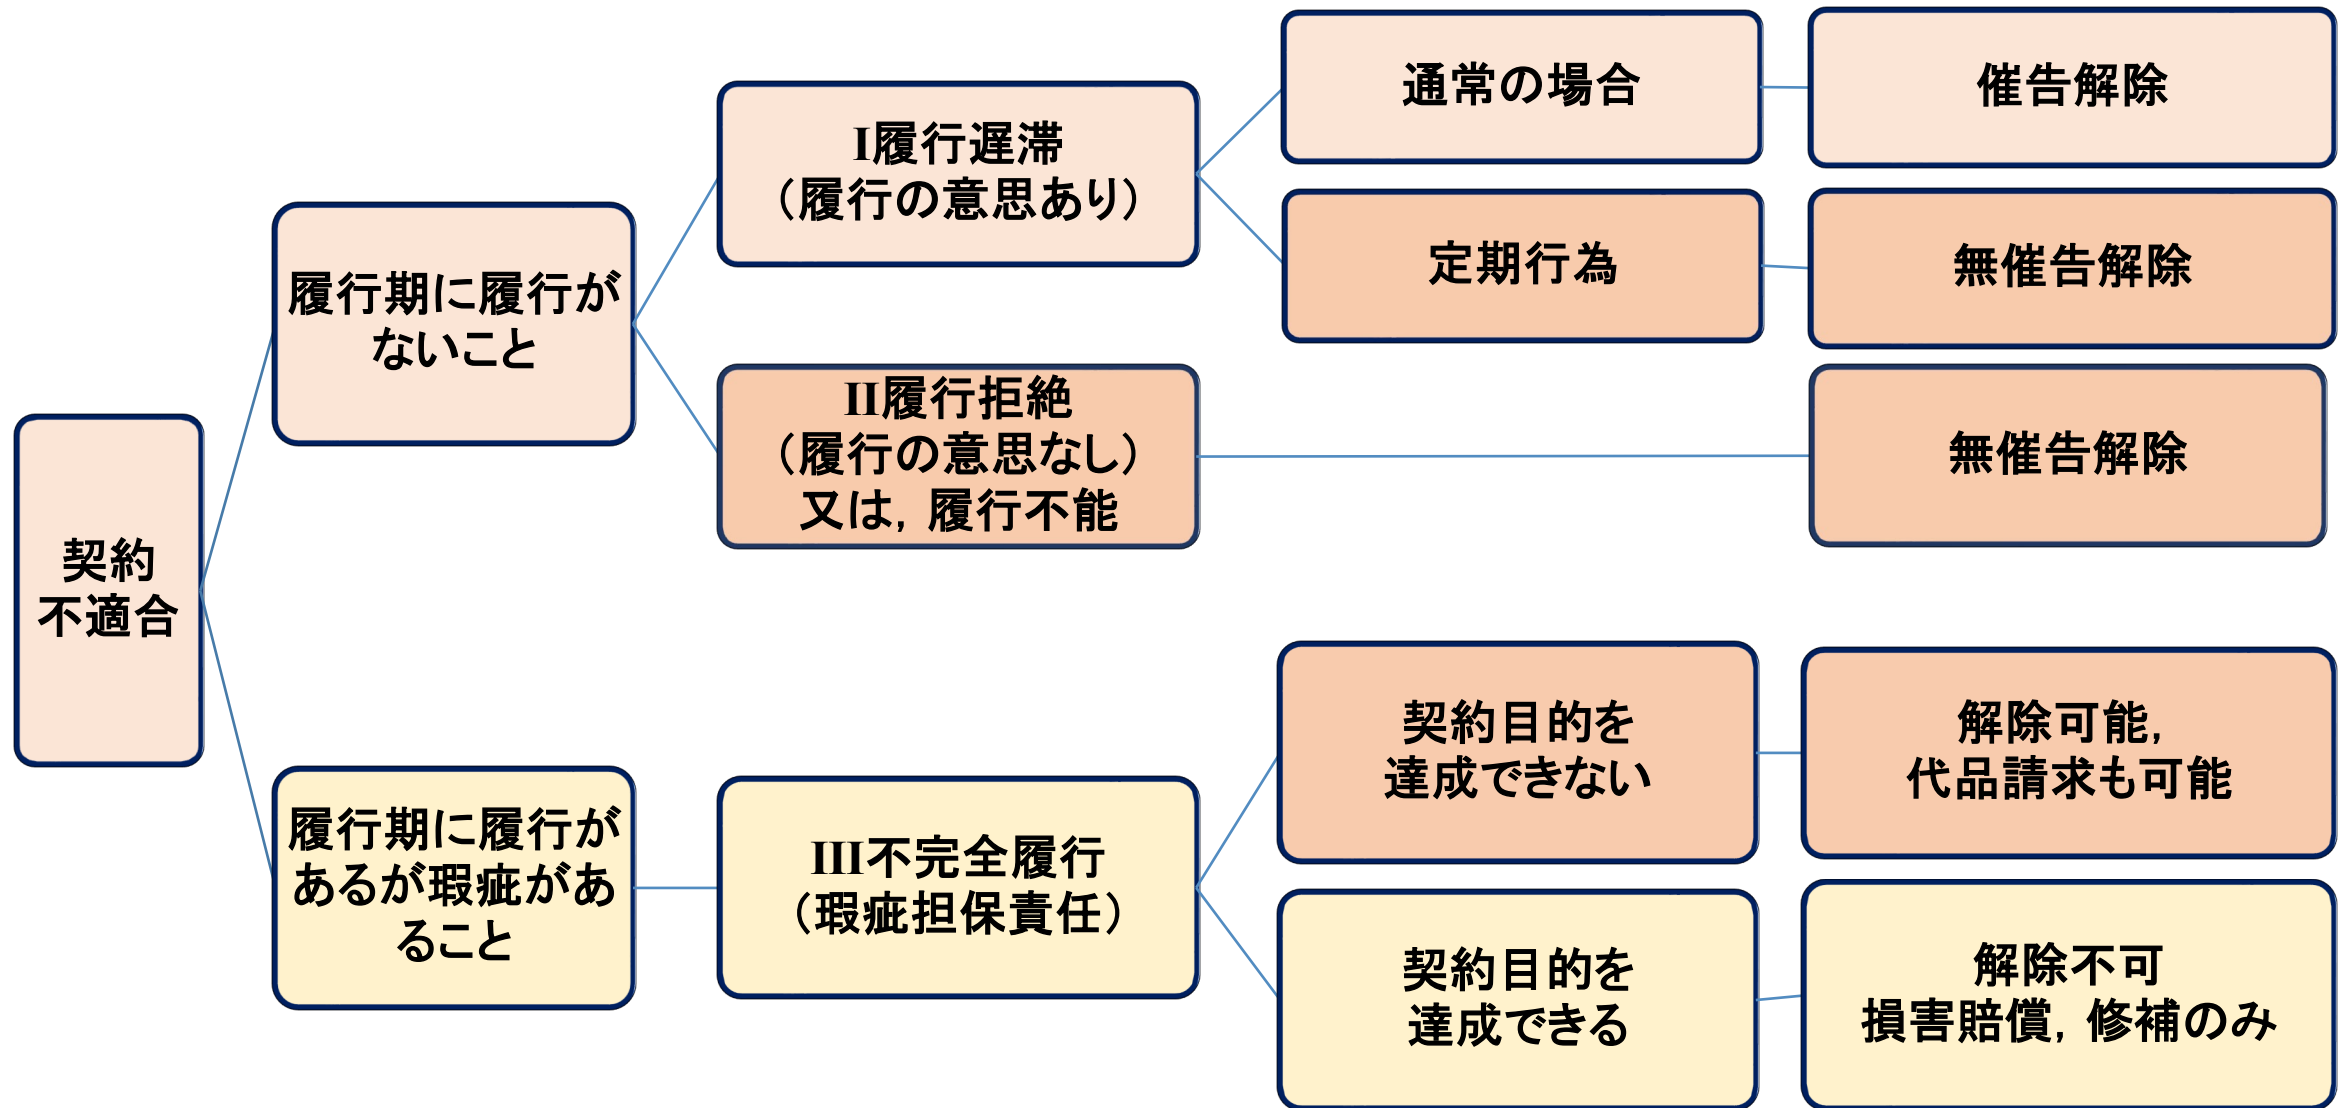 契約
不適合
履行期に履行が
ないこと
I履行遅滞
（履行の意思あり）
通常の場合
催告解除
定期行為
無催告解除
II履行拒絶
（履行の意思なし）
又は，履行不能
無催告解除
履行期に履行が
あるが瑕疵があ
ること
III不完全履行
（瑕疵担保責任）
契約目的を
達成できない
解除可能，
代品請求も可能
契約目的を
達成できる
解除不可
損害賠償，修補のみ